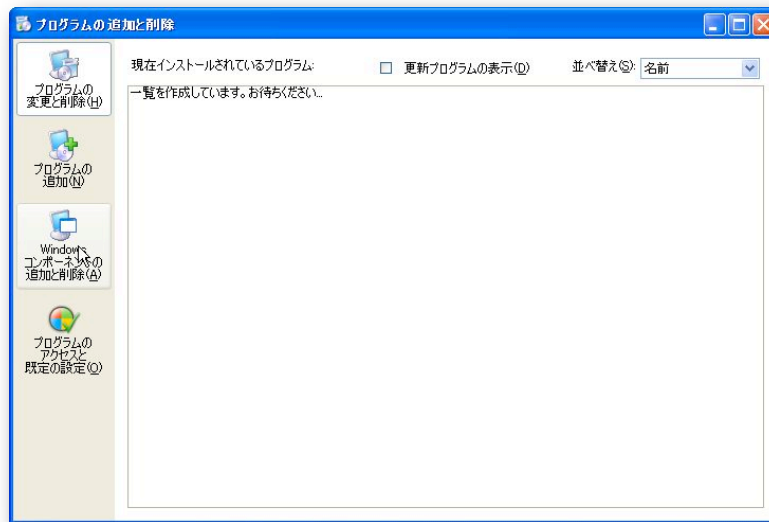 プログラムの追加と削除
プログラムの
変更と削除(H)
プログラムの
追加(N)
Windows
コンポーネントの
追加と削除(A)
プログラムの
アクセスと
既定の設定(O)
現在インストールされているプログラム:
更新プログラムの表示(D)
並べ替え(S):
名前
一覧を作成しています。お待ちください...